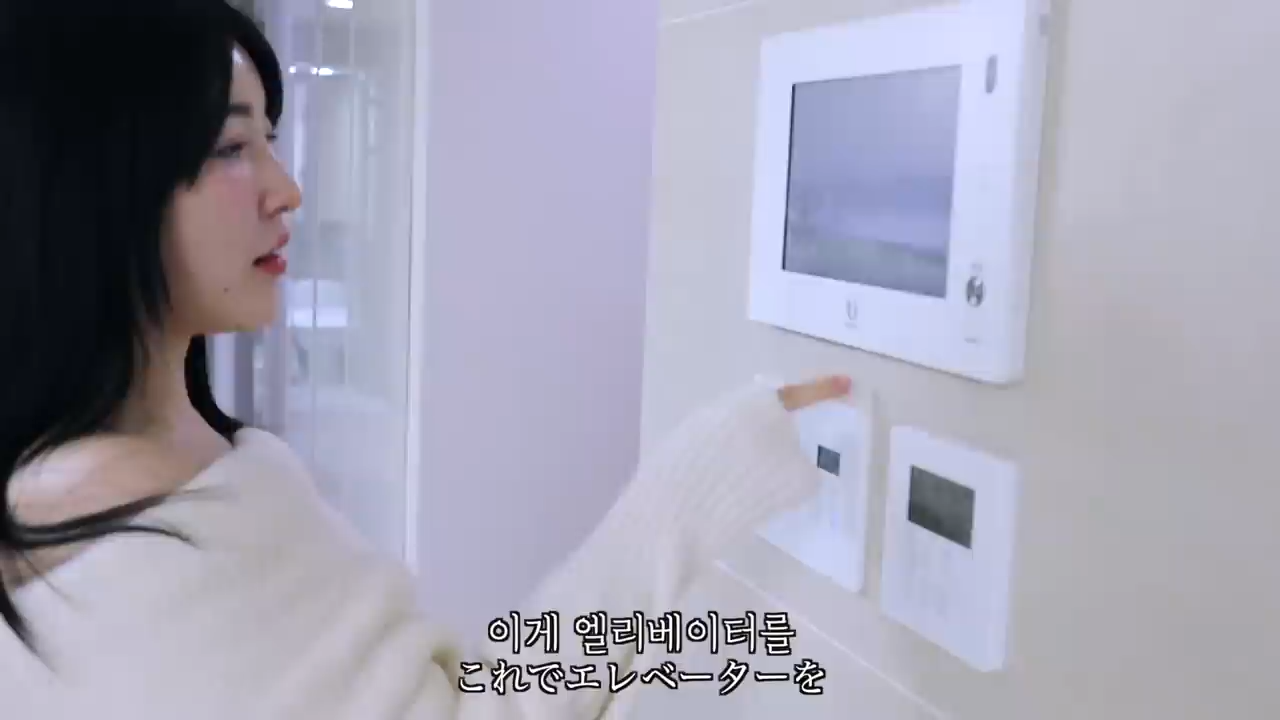 이게 엘리베이터를
これでエレベーターを